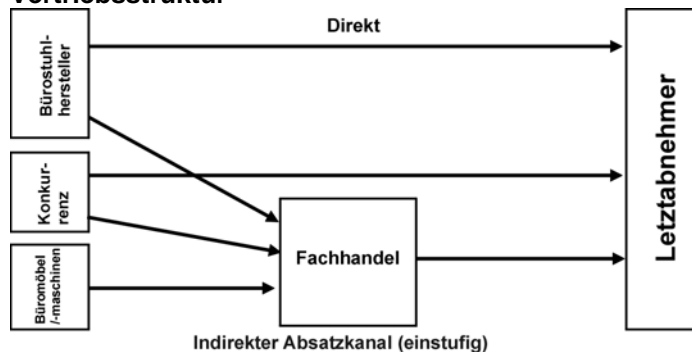 Vertriebsstruktur
Direkt
Bürostuhl-
hersteller
Konkur-
renz
Büromöbel
/-maschinen
Fachhandel
Letztabnehmer
Indirekter Absatzkanal (einstufig)